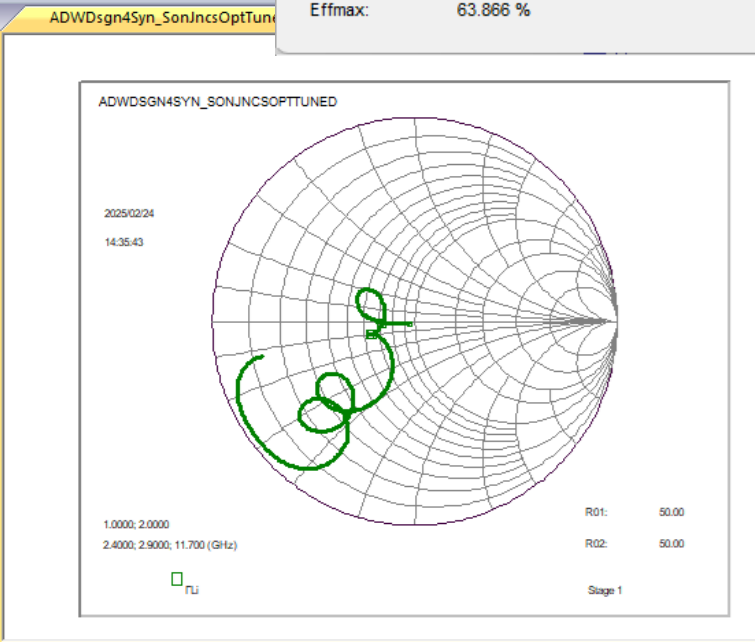 ADWDsgn4Syn_SonJncsOptTune
Effmax: 63.866 %
ADWDSGN4SYN_SONJNCSOPTTUNED
2025/02/24
14:35:43
R01: 50.00
1.0000; 2.0000
2.4000; 2.9000; 11.700 (GHz)
R02: 50.00
ΓLi
Stage 1